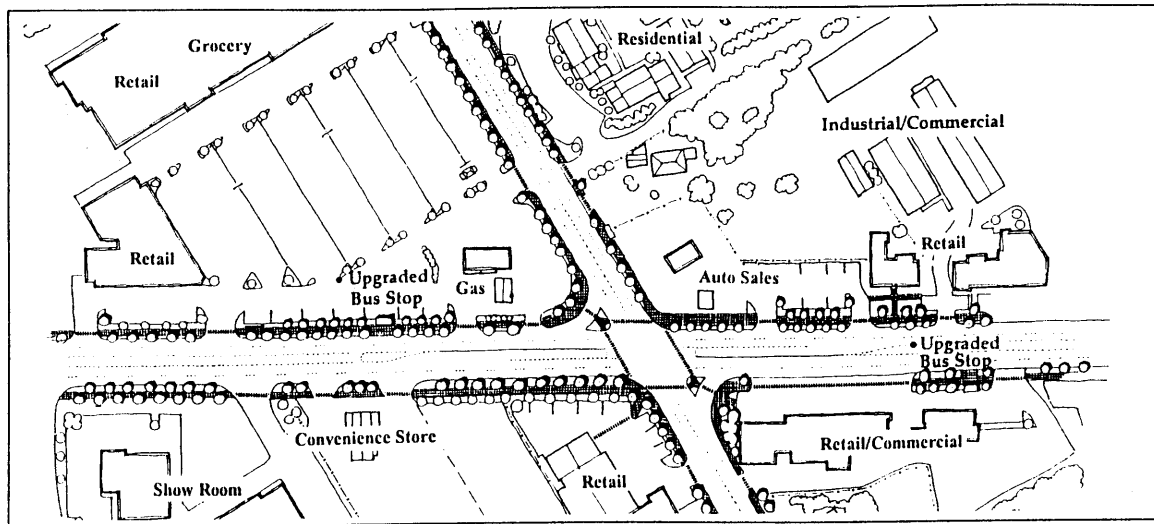 Grocery
Residential
Retail
Industrial/Commercial
Retail
Upgraded
Bus Stop
Gas
Auto Sales
Retail
Upgraded
Bus Stop
Convenience Store
Retail/Commercial
Show Room
Retail